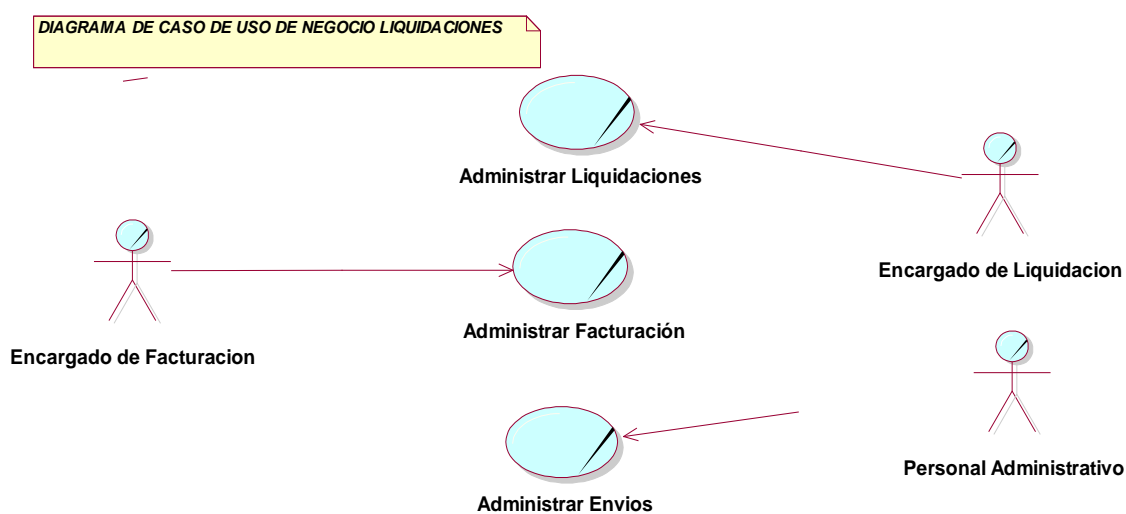 DIAGRAMA DE CASO DE USO DE NEGOCIO LIQUIDACIONES
Administrar Liquidaciones
Encargado de Liquidacion
Administrar Facturación
Encargado de Facturacion
Personal Administrativo
Administrar Envios